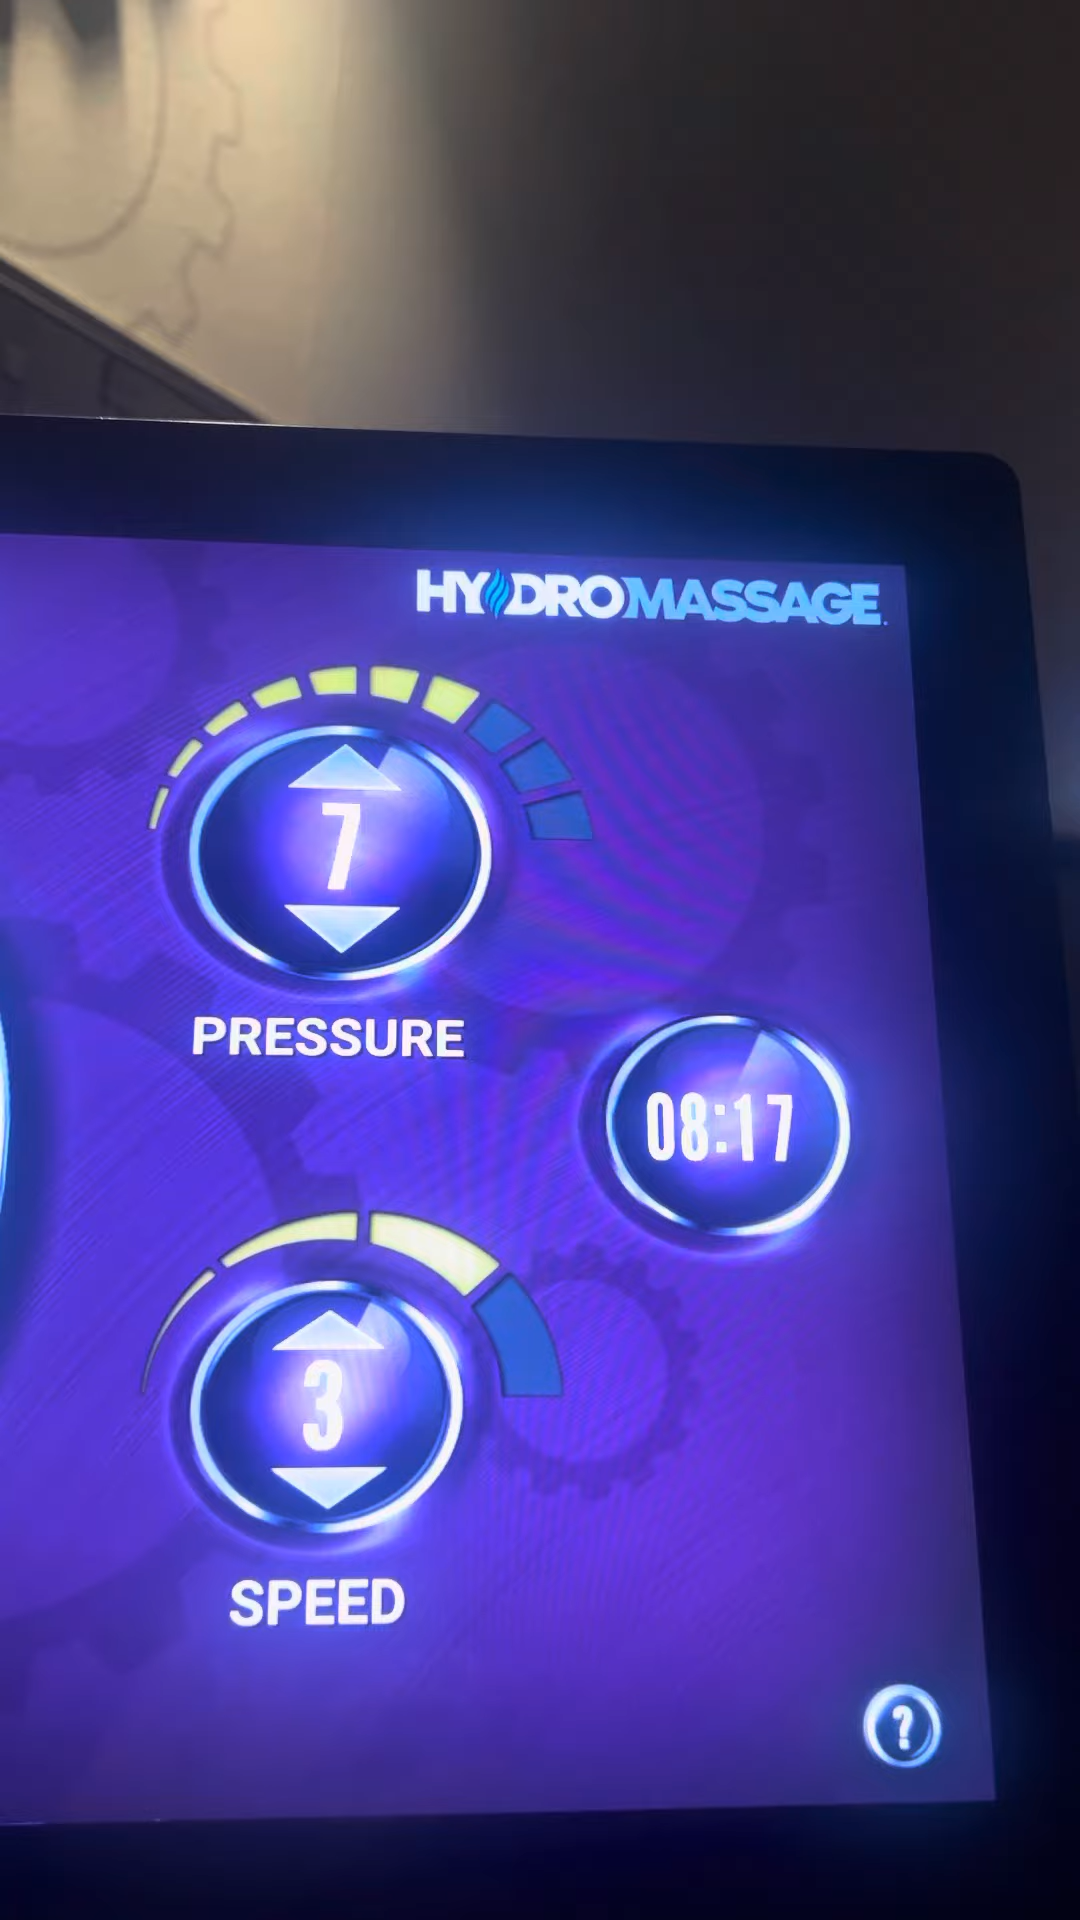 HYDROMASSAGE.
7
PRESSURE
08:17
3
SPEED
?